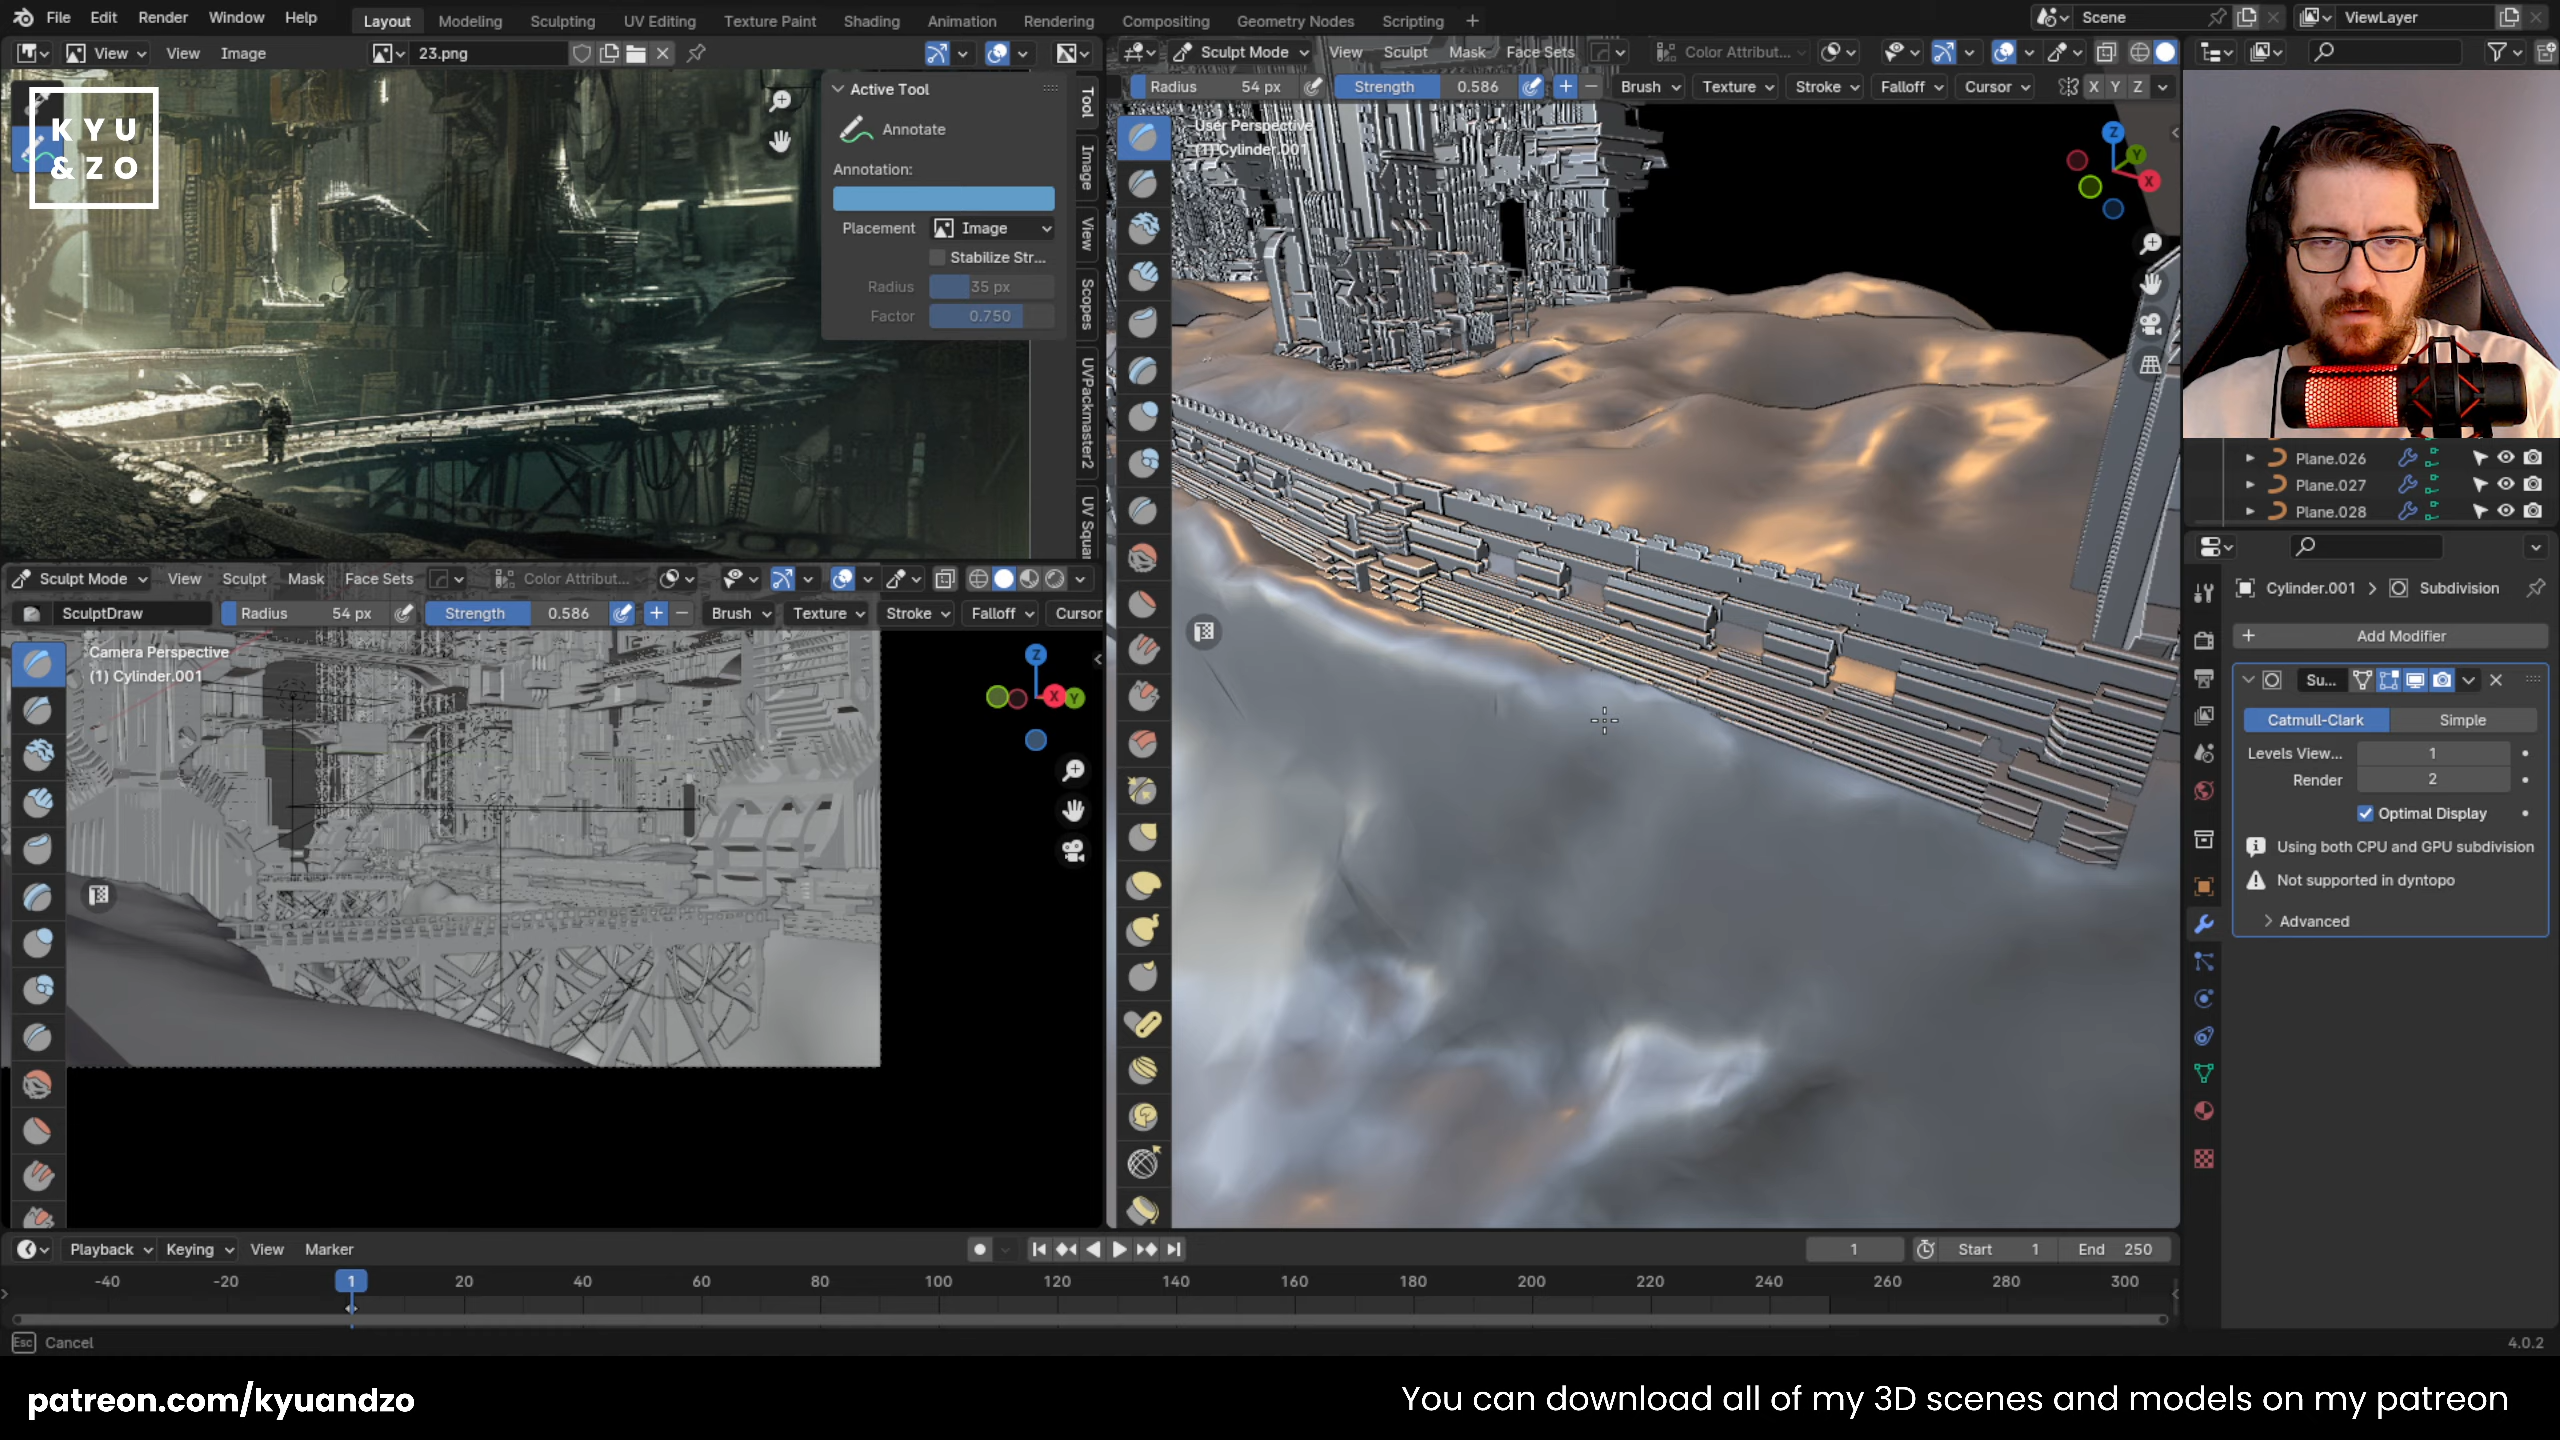 File Edit Render Window Help Layout Modeling Sculpting UV Editing Texture Paint Shading Animation Rendering Compositing Geometry Nodes Scripting + Scene ViewLayer
View View Image 23.png
Sculpt Mode View Sculpt Mask Face Sets Color Attribut...
Radius 54 px Strength 0.586 Brush Texture Stroke Falloff Cursor X Y Z
KYU
&ZO
Active Tool
Annotate
Annotation:
Placement Image
Stabilize Str...
Radius 35 px
Factor 0.750
Tool
Image
View
Scopes
UVPackmaster2
UV Squa
User Perspective
(1) Cylinder.001
Z
Y
X
Plane.026
Plane.027
Plane.028
Sculpt Mode View Sculpt Mask Face Sets Color Attribut...
SculptDraw Radius 54 px Strength 0.586 Brush Texture Stroke Falloff Cursor
Camera Perspective
(1) Cylinder.001
Z
X Y
Cylinder.001 Subdivision
Add Modifier
Su...
Catmull-Clark Simple
Levels View... 1
Render 2
Optimal Display
Using both CPU and GPU subdivision
Not supported in dyntopo
Advanced
Playback Keying View Marker 1 Start 1 End 250
-40 -20 1 20 40 60 80 100 120 140 160 180 200 220 240 260 280 300
Esc Cancel 4.0.2
patreon.com/kyuandzo
You can download all of my 3D scenes and models on my patreon